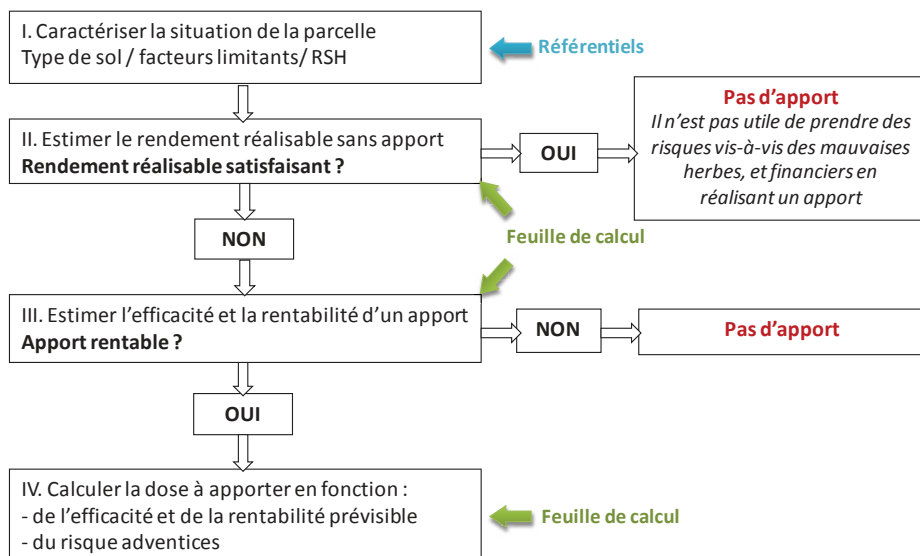 I. Caractériser la situation de la parcelle
Type de sol / facteurs limitants/ RSH
Référentiels
II. Estimer le rendement réalisable sans apport
Rendement réalisable satisfaisant ?
OUI
Pas d'apport
Il n'est pas utile de prendre des
risques vis-à-vis des mauvaises
herbes, et financiers en
réalisant un apport
NON
Feuille de calcul
III. Estimer l'efficacité et la rentabilité d'un apport
Apport rentable ?
NON
Pas d'apport
OUI
IV. Calculer la dose à apporter en fonction :
- de l'efficacité et de la rentabilité prévisible
- du risque adventices
Feuille de calcul